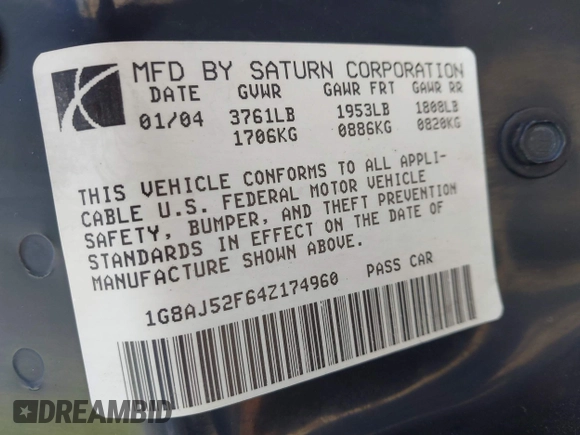 MFD BY SATURN CORPORATION
DATE GVWR GAWR FRT GAWR RR
01/04 3761LB 1953LB 1808LB
1706KG 0886KG 0820KG
THIS VEHICLE CONFORMS TO ALL APPLI-
CABLE U.S. FEDERAL MOTOR VEHICLE
SAFETY, BUMPER, AND THEFT PREVENTION
STANDARDS IN EFFECT ON THE DATE OF
MANUFACTURE SHOWN ABOVE.
1G8AJ52F64Z174960 PASS CAR
DREAMBID